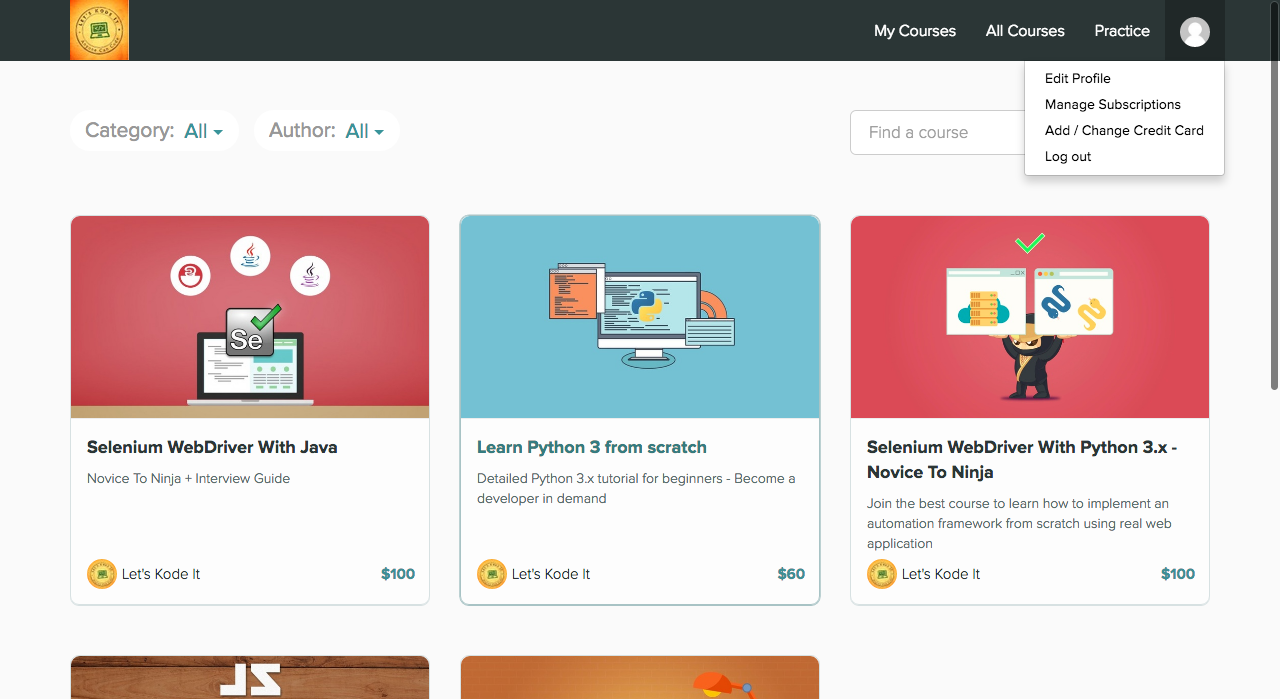 LET'S KODE IT
My Courses
All Courses
Practice
Edit Profile
Manage Subscriptions
Add / Change Credit Card
Log out
Category: All
Author: All
Find a course
Se
Selenium WebDriver With Java
Novice To Ninja + Interview Guide
Let's Kode It
$100
Learn Python 3 from scratch
Detailed Python 3.x tutorial for beginners - Become a
developer in demand
Let's Kode It
$60
Selenium WebDriver With Python 3.x -
Novice To Ninja
Join the best course to learn how to implement an
automation framework from scratch using real web
application
Let's Kode It
$100
JS